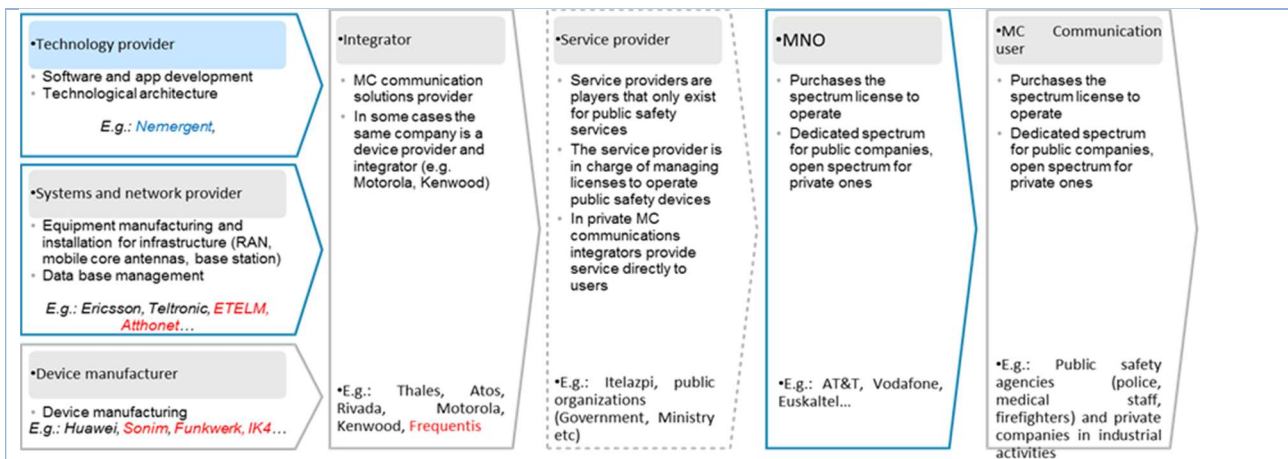 •Technology provider
• Software and app development
• Technological architecture
E.g.: Nemergent,
•Systems and network provider
• Equipment manufacturing and
installation for infrastructure (RAN,
mobile core antennas, base station)
• Data base management
E.g.: Ericsson, Teltronic, ETELM,
Atthonet…
•Device manufacturer
• Device manufacturing
E.g.: Huawei, Sonim, Funkwerk, IK4…
•Integrator
• MC communication
solutions provider
• In some cases the
same company is a
device provider and
integrator (e.g.
Motorola, Kenwood)
•E.g.: Thales, Atos,
Rivada, Motorola,
Kenwood, Frequentis
•Service provider
• Service providers are
players that only exist
for public safety
services
• The service provider is
in charge of managing
licenses to operate
public safety devices
• In private MC
communications
integrators provide
service directly to
users
•E.g.: Itelazpi, public
organizations
(Government, Ministry
etc)
•MNO
• Purchases the
spectrum license to
operate
• Dedicated spectrum
for public companies,
open spectrum for
private ones
•E.g.: AT&T, Vodafone,
Euskaltel...
•MC Communication
user
• Purchases the
spectrum license to
operate
• Dedicated spectrum
for public companies,
open spectrum for
private ones
•E.g.: Public safety
agencies (police,
medical staff,
firefighters) and private
companies in industrial
activities